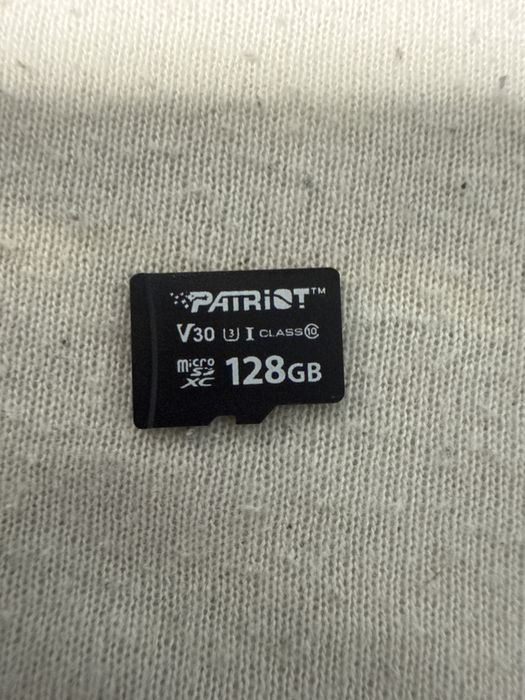 PATRIOT™
V30 U3 I CLASS 10
micro SD XC 128GB